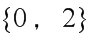 {0 , 2}